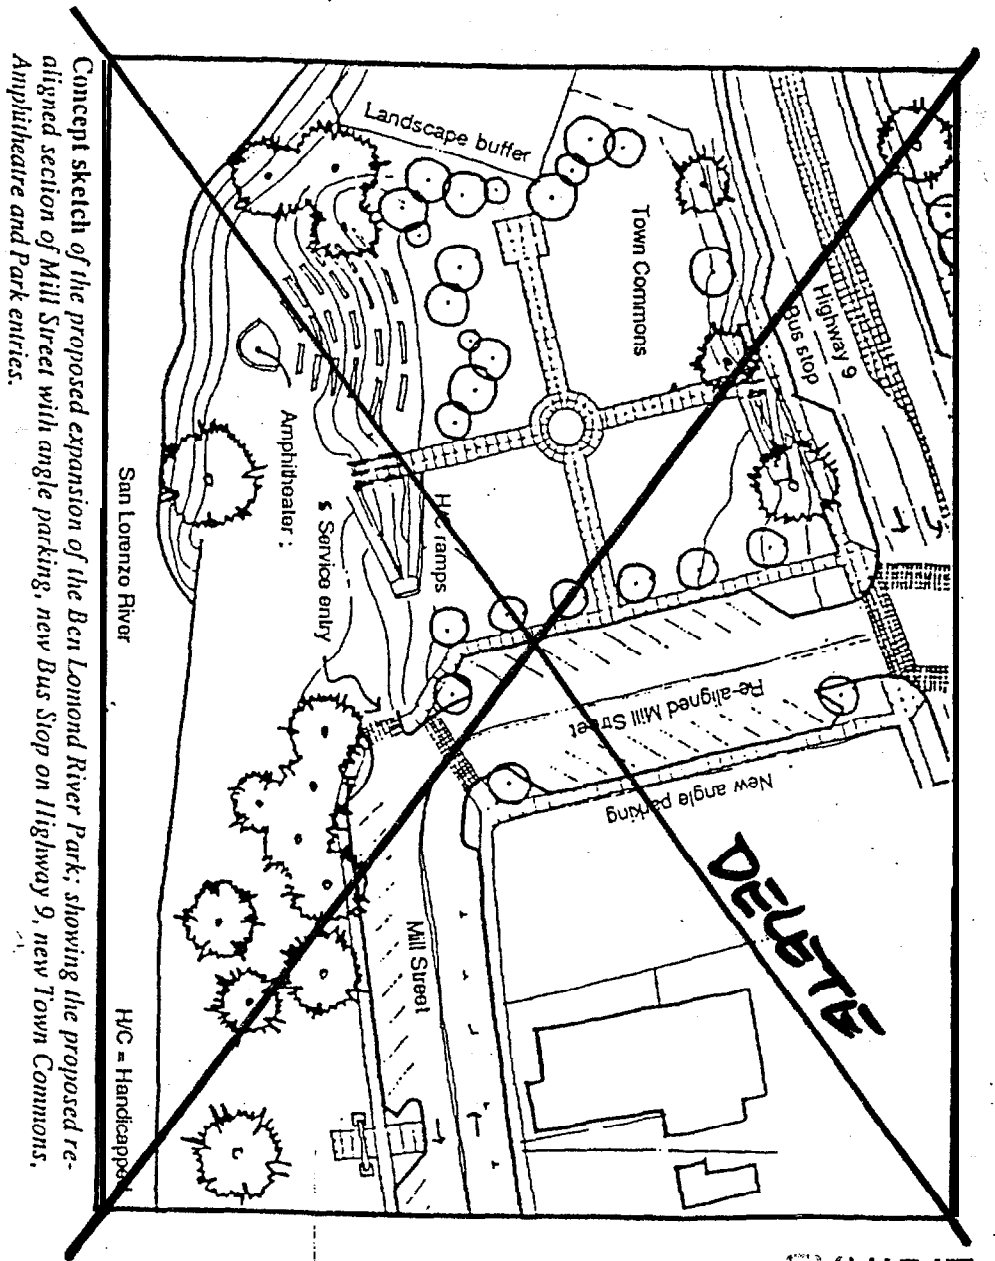 Highway 9
Bus stop
Town Commons
Landscape buffer
H/C ramps
Amphitheater :
& Service entry
Re-aligned Mill Street
New angle parking
Mill Street
DELETE
San Lorenzo River
H/C = Handicapped
Concept sketch of the proposed expansion of the Ben Lomond River Park; showing the proposed re-
aligned section of Mill Street with angle parking, new Bus Stop on Highway 9, new Town Commons,
Amphitheatre and Park entries.